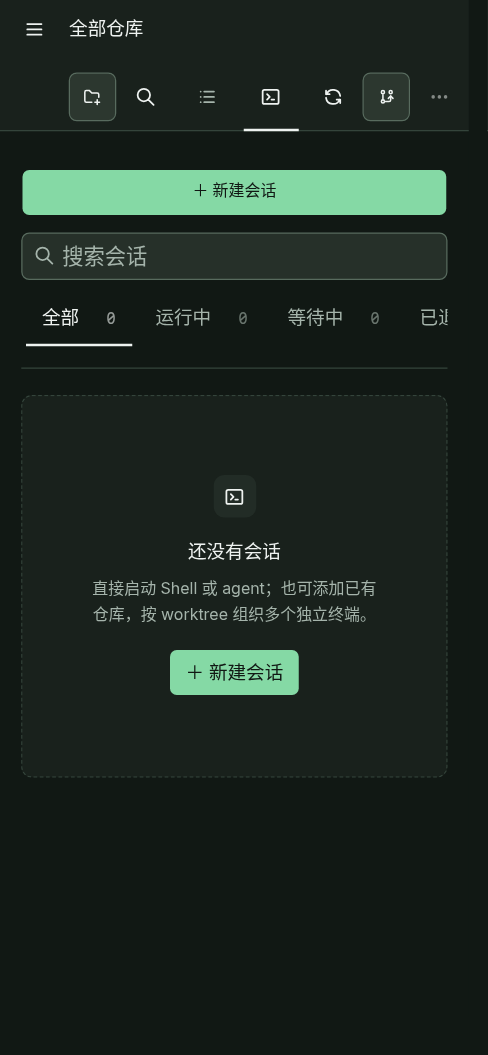 全部仓库
新建会话
搜索会话
全部 0 运行中 0 等待中 0 已
还没有会话
直接启动 Shell 或 agent；也可添加已有
仓库，按 worktree 组织多个独立终端。
新建会话